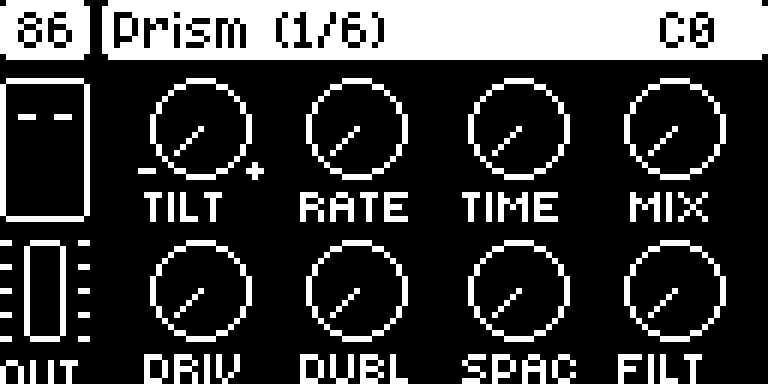 86 Prism (1/6) C0
-- 
- +
TILT RATE TIME MIX
OUT DRIV DUBL SPAC FILT